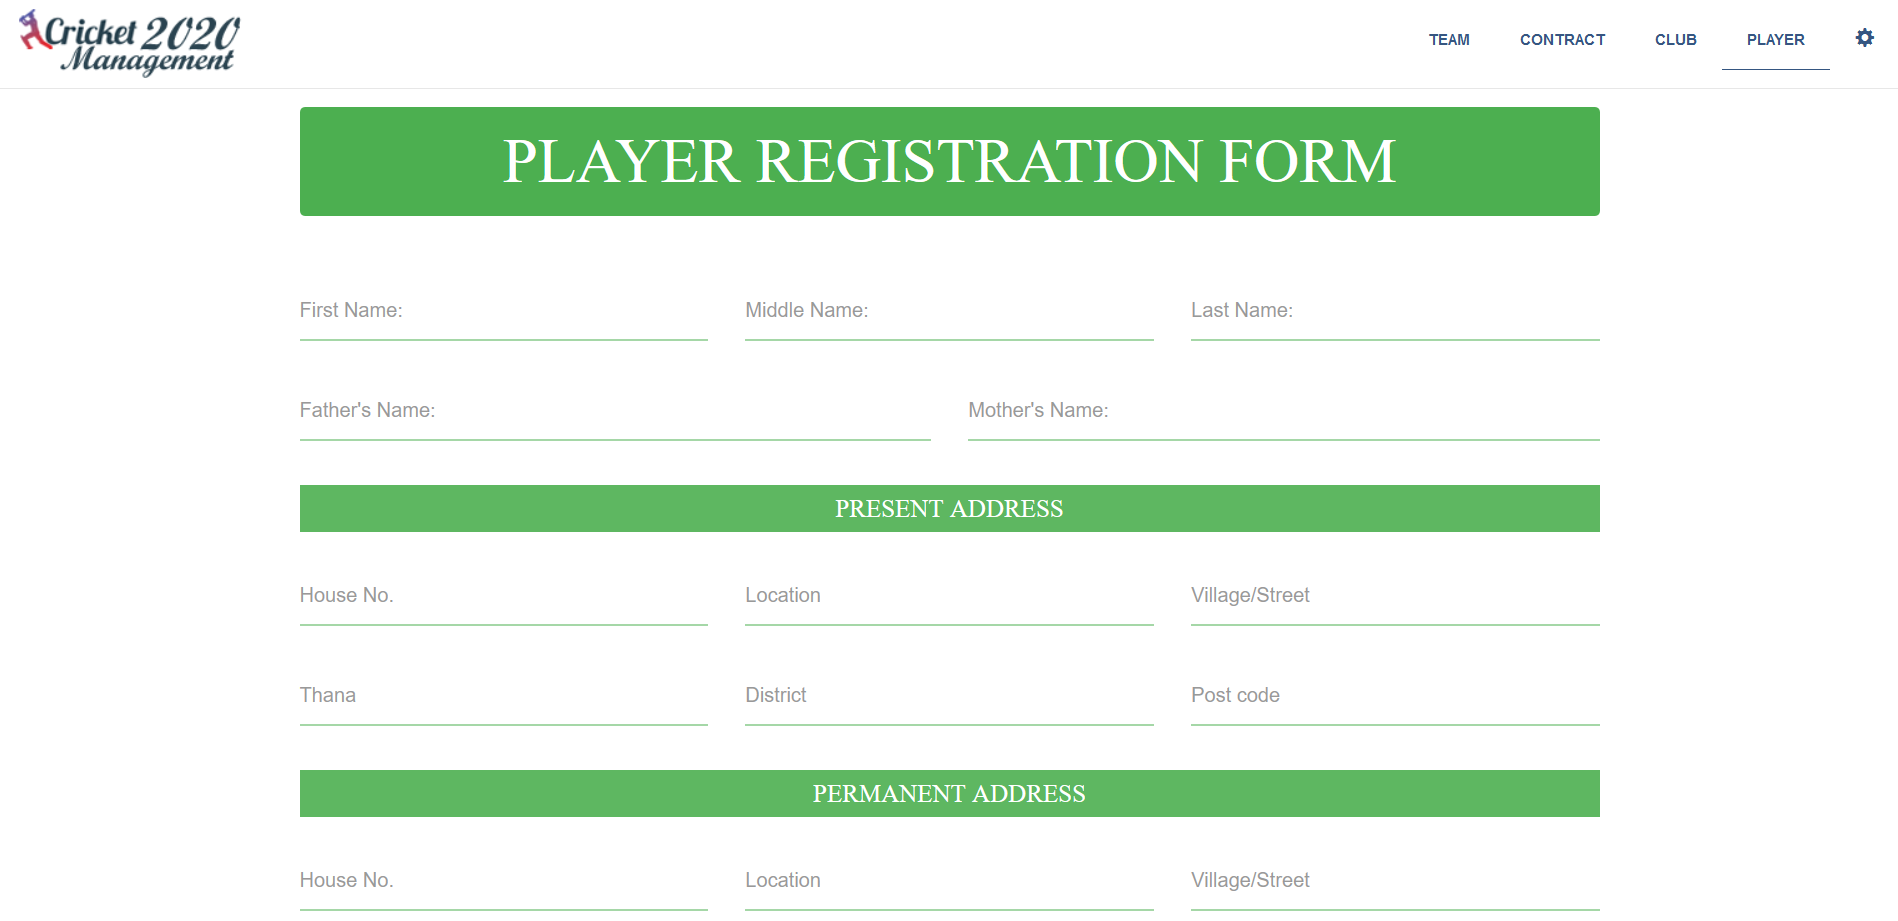 Cricket 2020
Management
TEAM CONTRACT CLUB PLAYER
PLAYER REGISTRATION FORM
First Name: Middle Name: Last Name:
Father's Name: Mother's Name:
PRESENT ADDRESS
House No. Location Village/Street
Thana District Post code
PERMANENT ADDRESS
House No. Location Village/Street